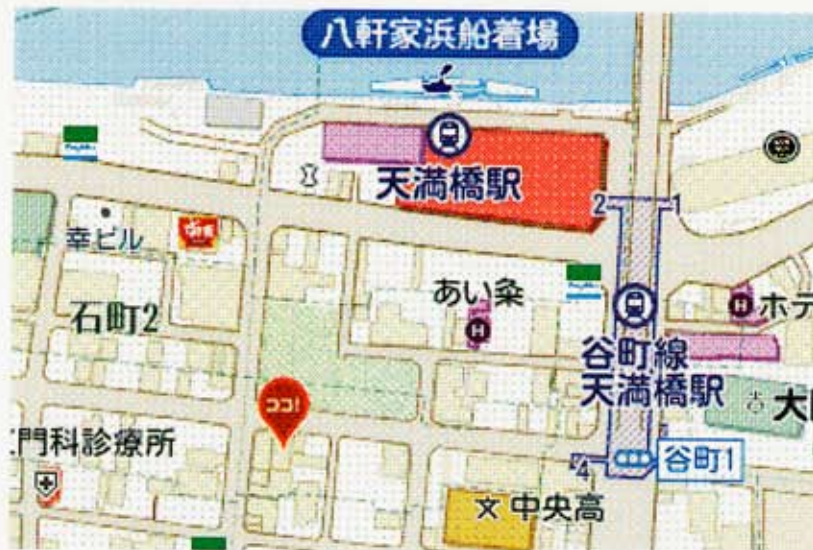 八軒家浜船着場
天満橋駅
2
1
幸ビル
石町2
あい粂
H
H
ホテ
谷町線
天満橋駅
大
ココ!
門科診療所
4
谷町1
文 中央高